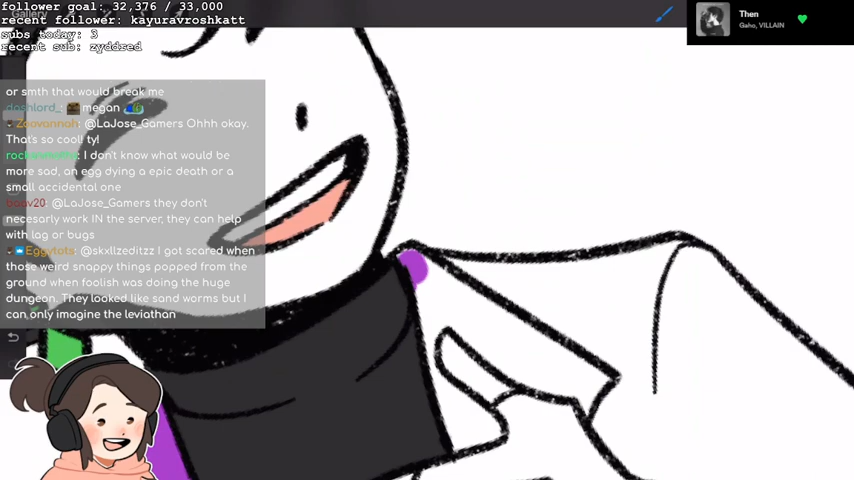 follower goal: 32,376 / 33,000
Gallery
recent follower: kayuravroshkatt
subs today: 3
recent sub: zyddred
Then
Gaho, VILLAIN
or smth that would break me
dashlord_: megan
Zoovannah: @LaJose_Gamers Ohhh okay.
That's so cool! ty!
I don't know what would be
more sad, an egg dying a epic death or a
small accidental one
@LaJose_Gamers they don't
necesarly work IN the server, they can help
with lag or bugs
Eggytots: @skxllzeditzz I got scared when
those weird snappy things popped from the
ground when foolish was doing the huge
dungeon. They looked like sand worms but I
can only imagine the leviathan